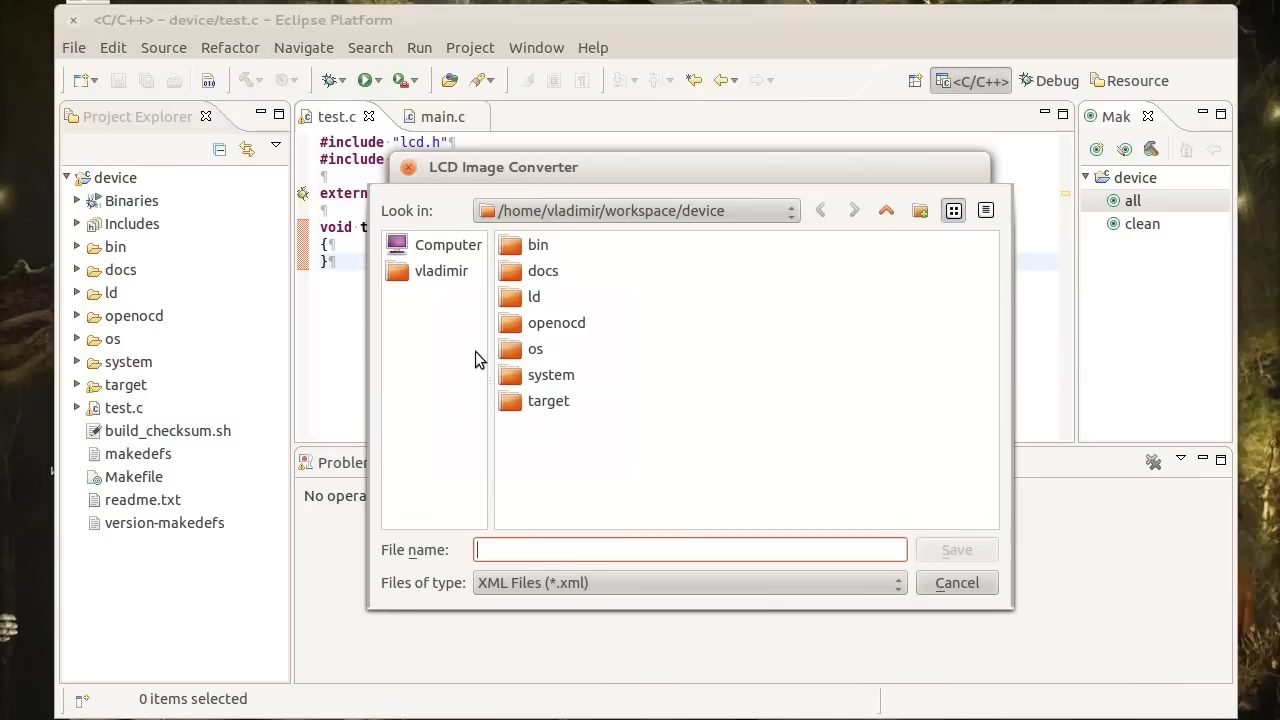 <C/C++> - device/test.c - Eclipse Platform
File Edit Source Refactor Navigate Search Run Project Window Help
<C/C++> Debug Resource
Project Explorer
device
Binaries
Includes
bin
docs
ld
openocd
os
system
target
test.c
build_checksum.sh
makedefs
Makefile
readme.txt
version-makedefs
test.c main.c
#include "lcd.h"¶
#include
¶
extern
¶
void t
{¶
}¶
LCD Image Converter
Look in: /home/vladimir/workspace/device
Computer
vladimir
bin
docs
ld
openocd
os
system
target
File name: Save
Files of type: XML Files (*.xml) Cancel
Mak
device
all
clean
Problem
No opera
0 items selected